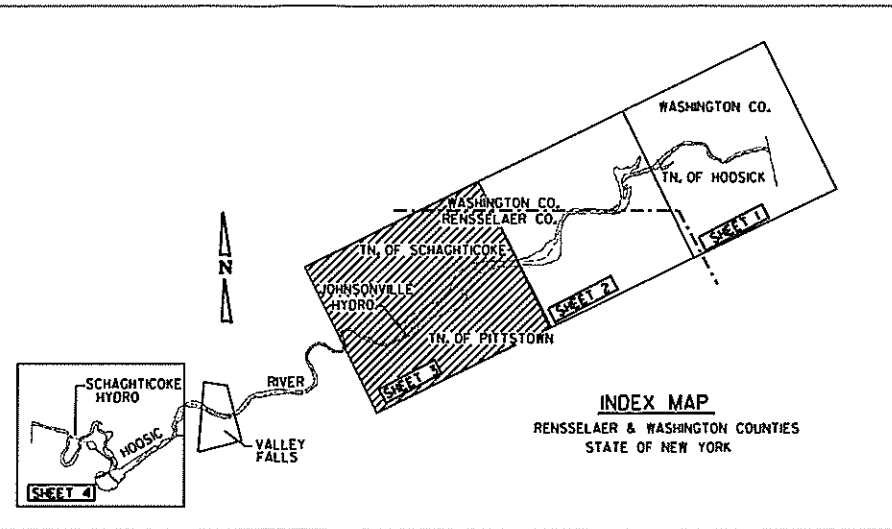 WASHINGTON CO.
TN. OF HOOSICK
SHEET 1
WASHINGTON CO.
RENSSELAER CO.
TN. OF SCHAGHTICOKE
SHEET 2
JOHNSONVILLE
HYDRO
TN. OF PITTSTOWN
SHEET 3
N
SCHAGHTICOKE
HYDRO
HOOSIC
RIVER
VALLEY
FALLS
SHEET 4
INDEX MAP
RENSSELAER & WASHINGTON COUNTIES
STATE OF NEW YORK